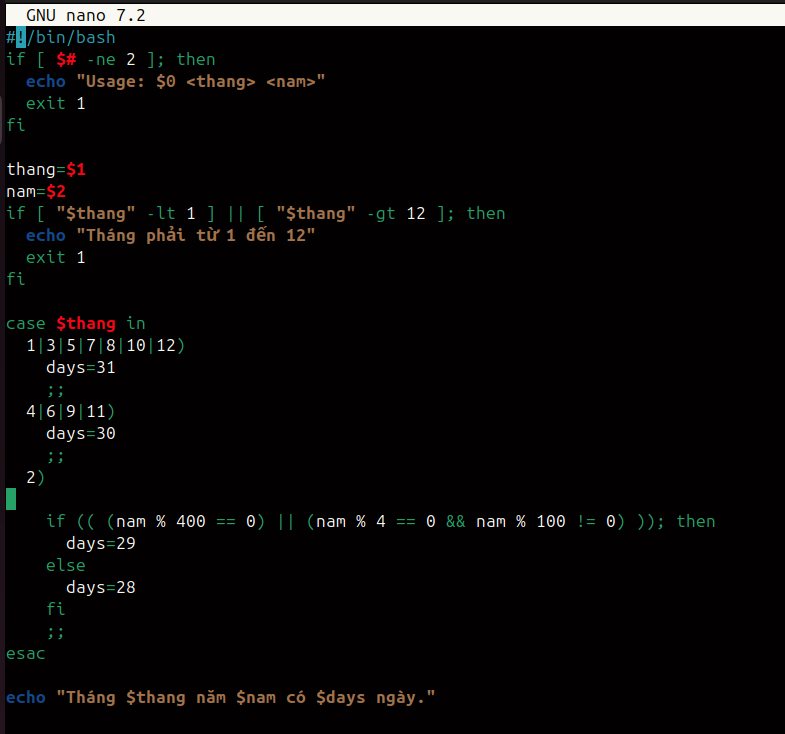 GNU nano 7.2
#!/bin/bash
if [ $# -ne 2 ]; then
  echo "Usage: $0 <thang> <nam>"
  exit 1
fi

thang=$1
nam=$2
if [ "$thang" -lt 1 ] || [ "$thang" -gt 12 ]; then
  echo "Tháng phải từ 1 đến 12"
  exit 1
fi

case $thang in
  1|3|5|7|8|10|12)
    days=31
    ;;
  4|6|9|11)
    days=30
    ;;
  2)

    if (( (nam % 400 == 0) || (nam % 4 == 0 && nam % 100 != 0) )); then
      days=29
    else
      days=28
    fi
    ;;
esac

echo "Tháng $thang năm $nam có $days ngày."